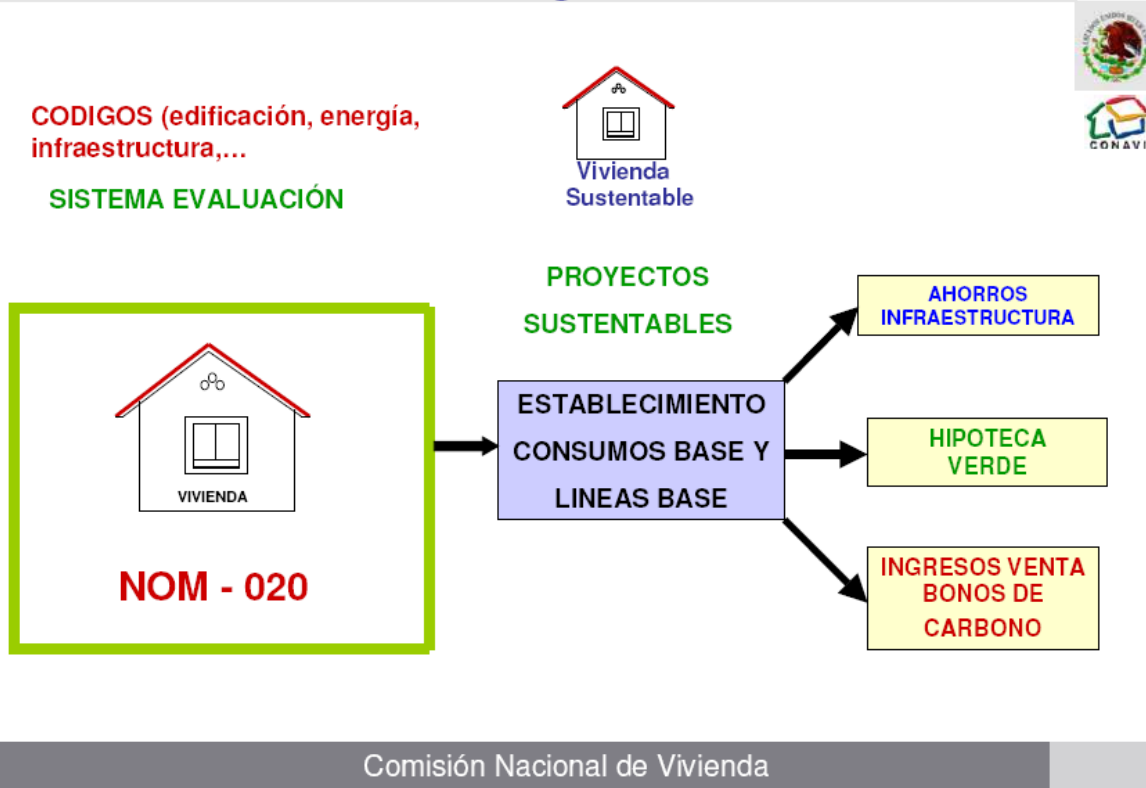 CODIGOS (edificación, energía,
infraestructura,...
SISTEMA EVALUACIÓN
Vivienda
Sustentable
CONAVI
PROYECTOS
SUSTENTABLES
VIVIENDA
NOM - 020
ESTABLECIMIENTO
CONSUMOS BASE Y
LINEAS BASE
AHORROS
INFRAESTRUCTURA
HIPOTECA
VERDE
INGRESOS VENTA
BONOS DE
CARBONO
Comisión Nacional de Vivienda